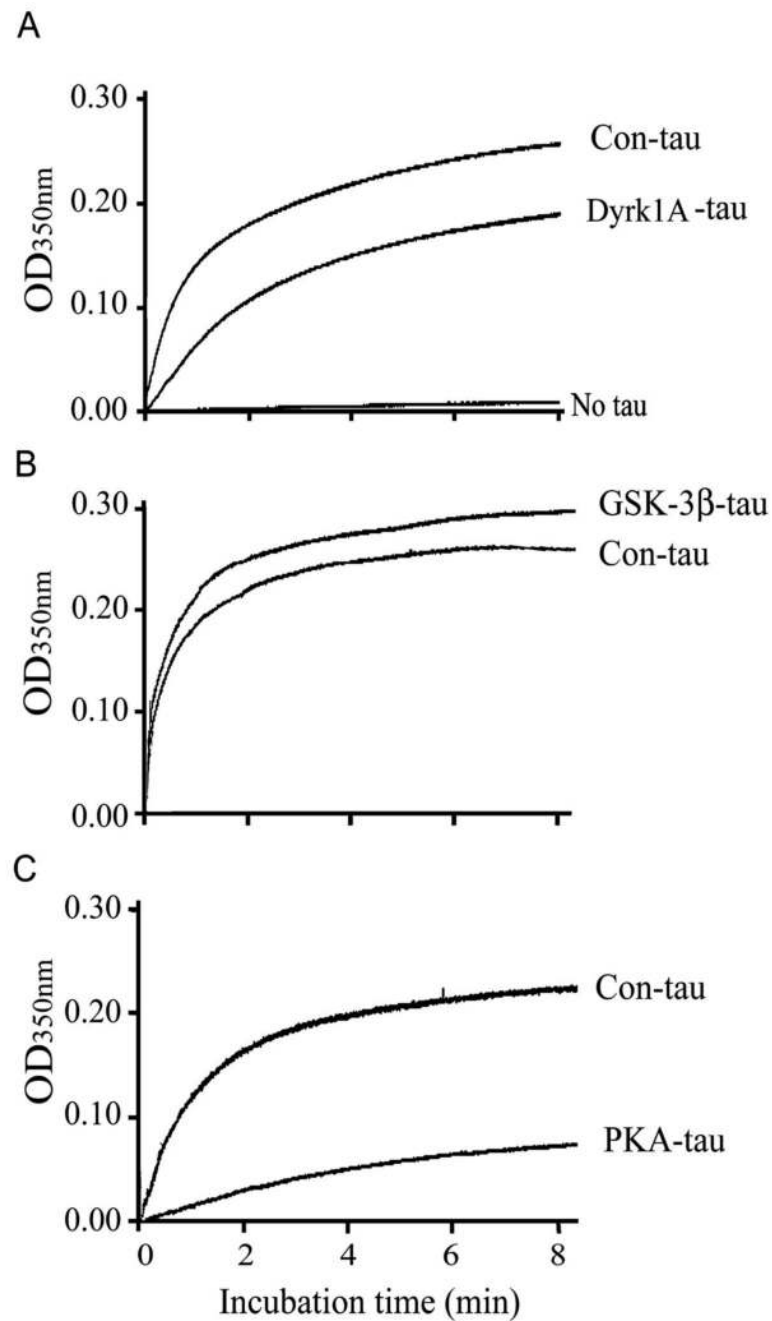 A
OD350nm
0.30
0.20
0.10
0.00
Con-tau
Dyrk1A-tau
No tau
B
OD350nm
0.30
0.20
0.10
0.00
GSK-3β-tau
Con-tau
C
OD350nm
0.30
0.20
0.10
0.00
Con-tau
PKA-tau
0 2 4 6 8
Incubation time (min)